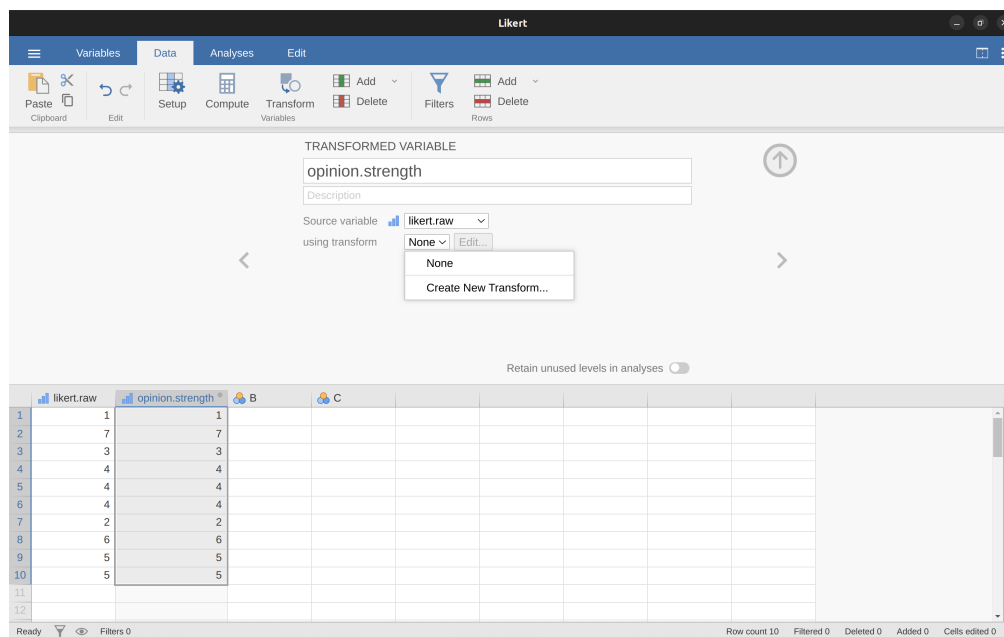 Likert
Variables Data Analyses Edit
Paste Setup Compute Transform Add Delete Filters Add Delete
Clipboard Edit Variables Rows
TRANSFORMED VARIABLE
opinion.strength
Description
Source variable likert.raw
using transform None Edit...
None
Create New Transform...
Retain unused levels in analyses
likert.raw opinion.strength B C
1 1 1
2 7 7
3 3 3
4 4 4
5 4 4
6 4 4
7 2 2
8 6 6
9 5 5
10 5 5
11
12
Ready Filters 0 Row count 10 Filtered 0 Deleted 0 Added 0 Cells edited 0